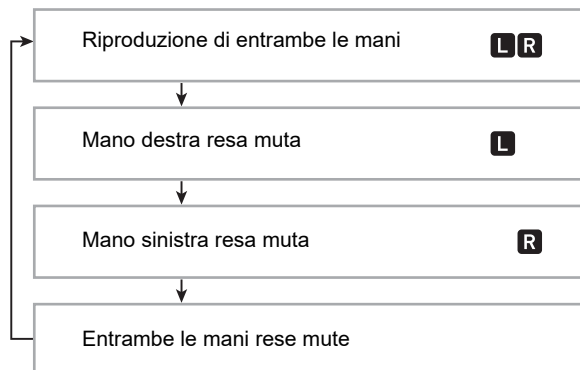 Riproduzione di entrambe le mani L R
Mano destra resa muta L
Mano sinistra resa muta R
Entrambe le mani rese mute